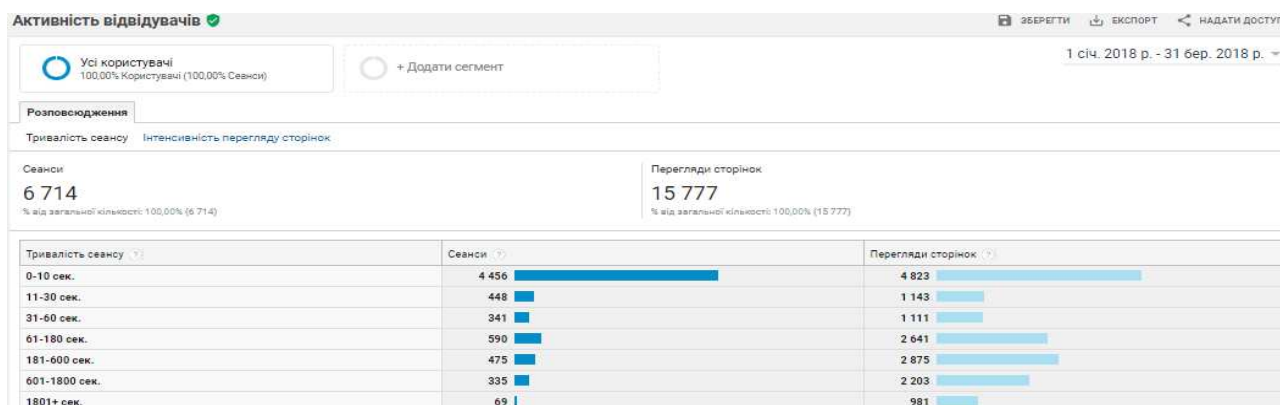 Активність відвідувачів
ЗБЕРЕГТИ ЕКСПОРТ НАДАТИ ДОСТУП
Усі користувачі
100,00% Користувачі (100,00% Сеанси)
+ Додати сегмент
1 січ. 2018 р. - 31 бер. 2018 р.
Розповсюдження
Тривалість сеансу Інтенсивність перегляду сторінок
Сеанси Перегляди сторінок
6 714 15 777
% від загальної кількості: 100,00% (6 714) % від загальної кількості: 100,00% (15 777)
Тривалість сеансу ? Сеанси ? Перегляди сторінок ?
0-10 сек. 4 456 4 823
11-30 сек. 448 1 143
31-60 сек. 341 1 111
61-180 сек. 590 2 641
181-600 сек. 475 2 875
601-1800 сек. 335 2 203
1801+ сек. 69 981